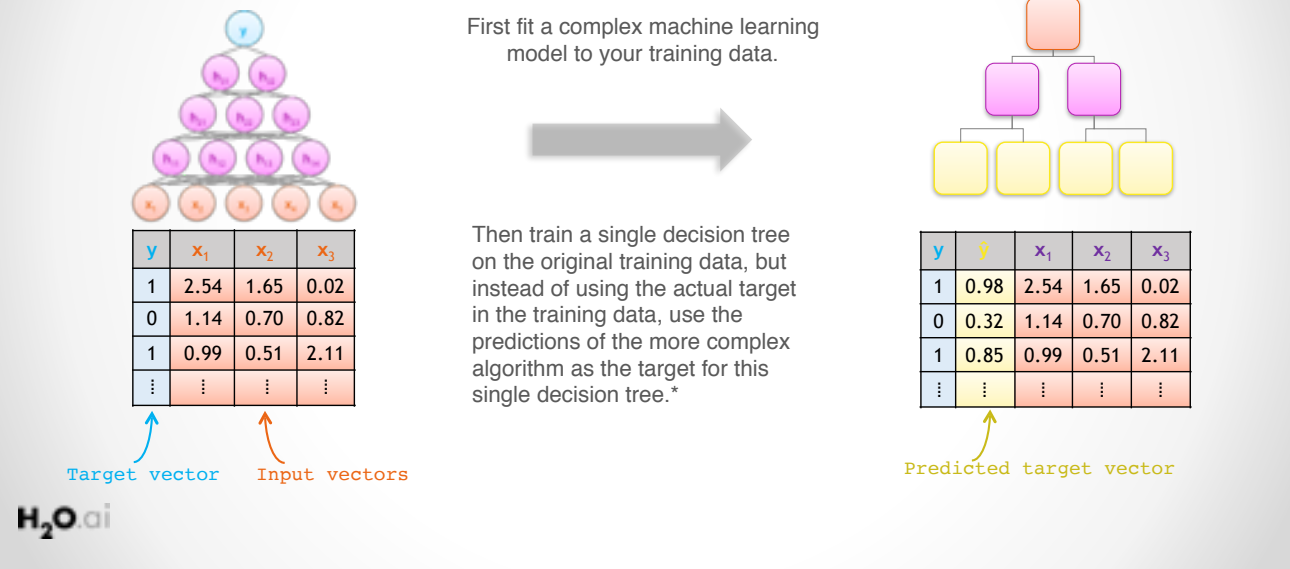 y
First fit a complex machine learning
model to your training data.
Then train a single decision tree
on the original training data, but
instead of using the actual target
in the training data, use the
predictions of the more complex
algorithm as the target for this
single decision tree.*
y x₁ x₂ x₃
1 2.54 1.65 0.02
0 1.14 0.70 0.82
1 0.99 0.51 2.11
⋮ ⋮ ⋮ ⋮
Target vector Input vectors
y ŷ x₁ x₂ x₃
1 0.98 2.54 1.65 0.02
0 0.32 1.14 0.70 0.82
1 0.85 0.99 0.51 2.11
⋮ ⋮ ⋮ ⋮ ⋮
Predicted target vector
H₂O.ai